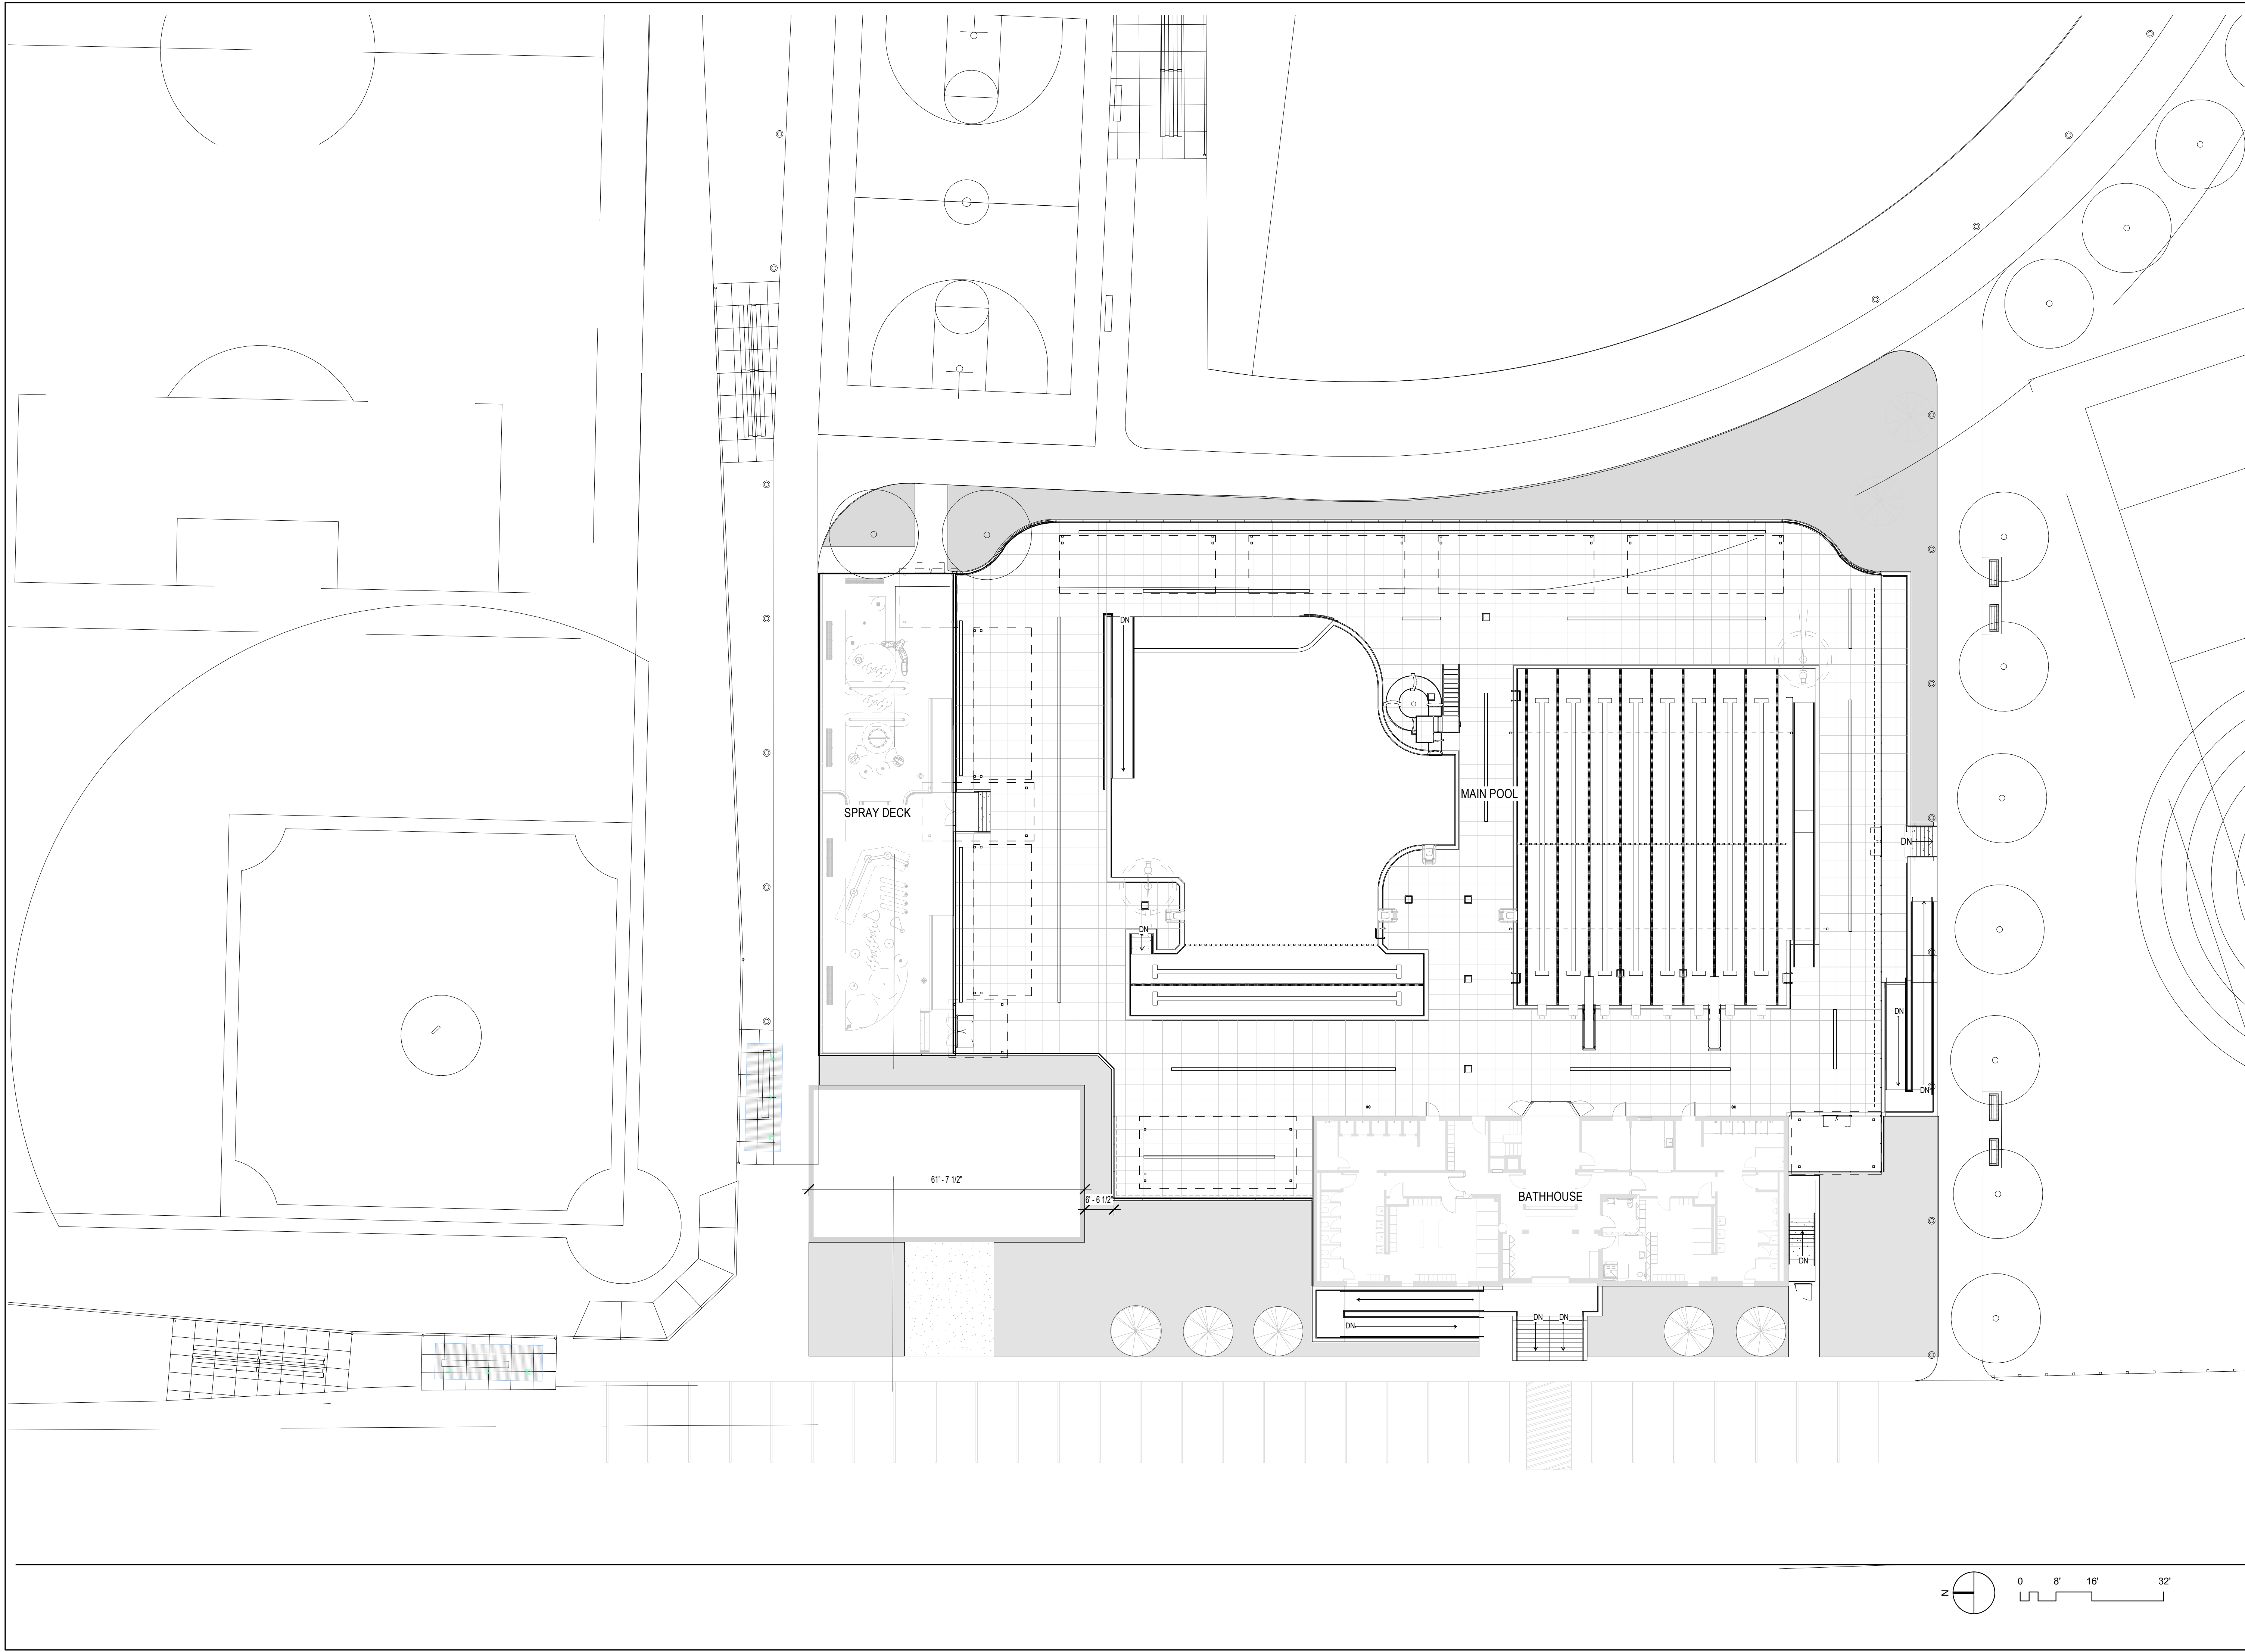 DN
MAIN POOL
SPRAY DECK
DN
DN
DN
DN
DN
61' - 7 1/2"
6' - 6 1/2"
BATHHOUSE
DN
DN
DN
DN
N
0 8' 16' 32'